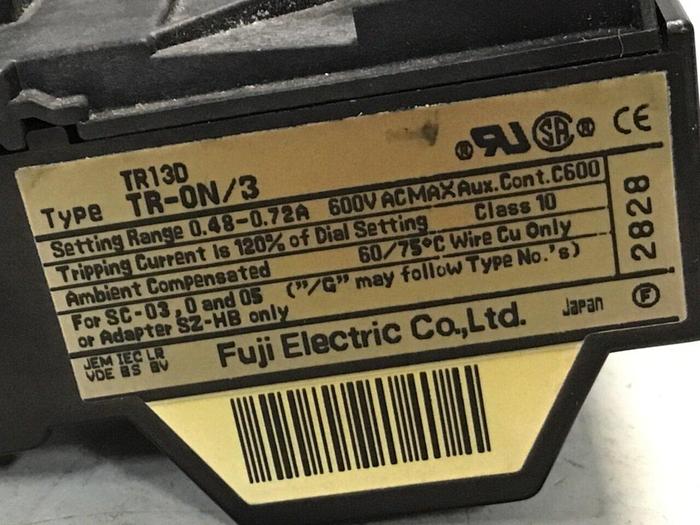 TR13D
Type TR-0N/3
Setting Range 0.48-0.72A 600V AC MAX Aux.Cont.C600
Tripping Current is 120% of Dial Setting Class 10
Ambient Compensated 60/75°C Wire Cu Only
For SC-03,0 and 05 ("/G" may follow Type No.'s)
or Adapter SZ-HB only
JEM IEC LR
VDE BS BV
Fuji Electric Co.,Ltd. Japan F
® RU SA ® CE
2828